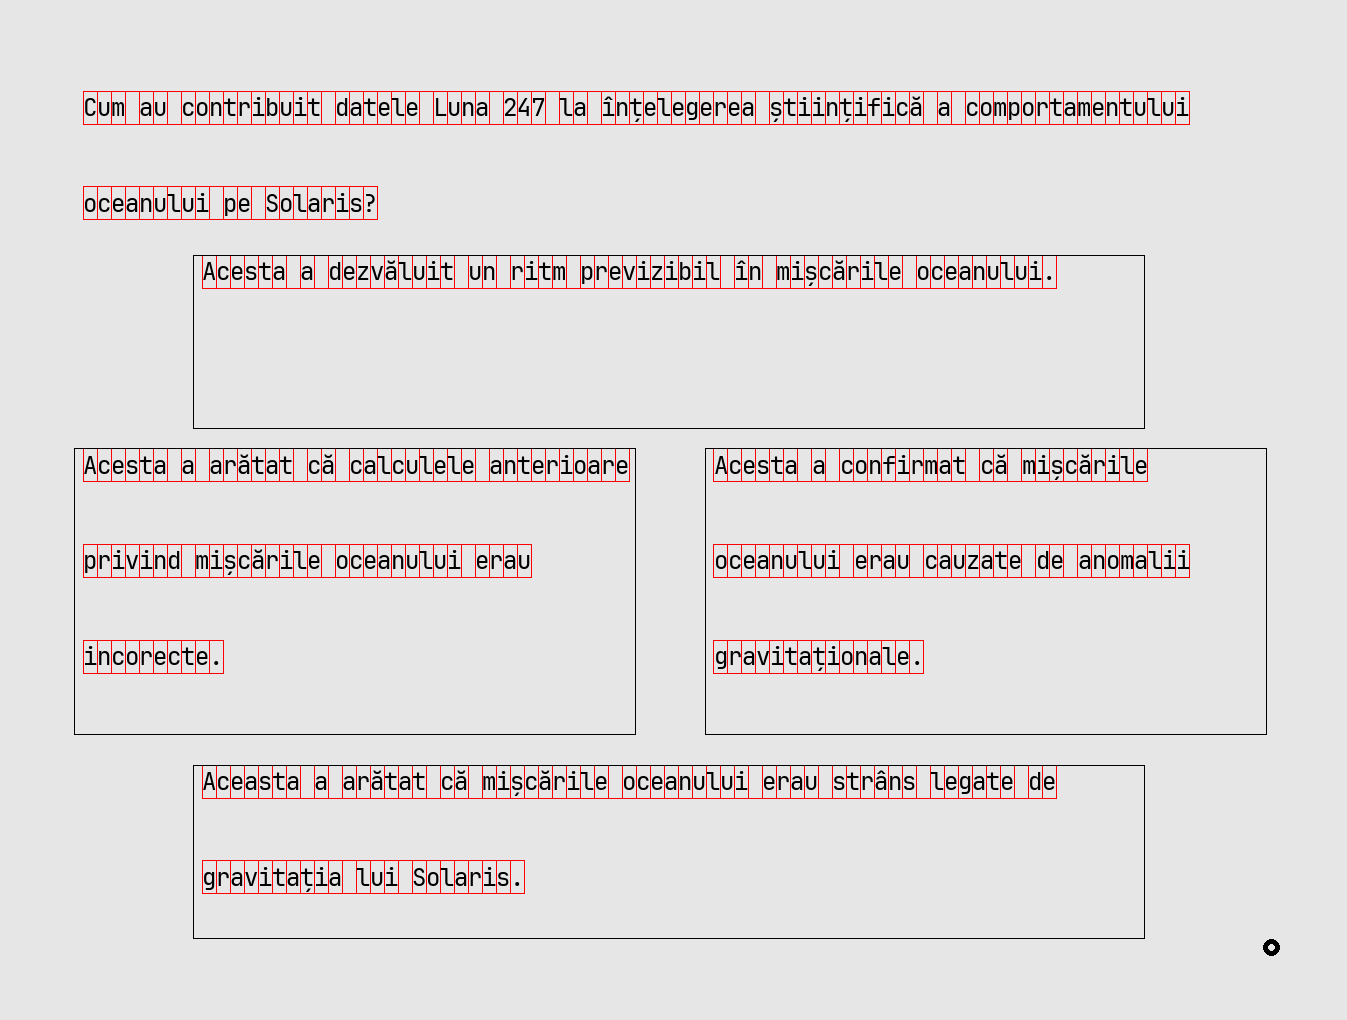 Cum au contribuit datele Luna 247 la înțelegerea științifică a comportamentului
oceanului pe Solaris?
Acesta a dezvăluit un ritm previzibil în mișcările oceanului.
Acesta a arătat că calculele anterioare
privind mișcările oceanului erau
incorecte.
Acesta a confirmat că mișcările
oceanului erau cauzate de anomalii
gravitaționale.
Aceasta a arătat că mișcările oceanului erau strâns legate de
gravitația lui Solaris.